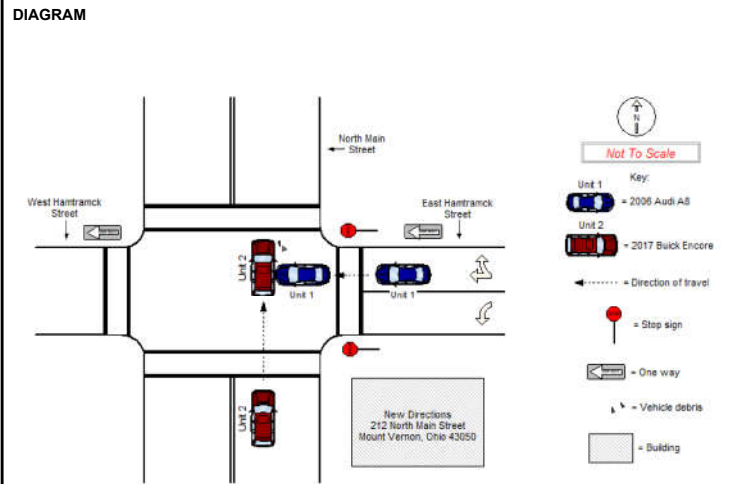 DIAGRAM
N
Not To Scale
Key:
Unit 1
= 2006 Audi A8
Unit 2
= 2017 Buick Encore
= Direction of travel
= Stop sign
= One way
= Vehicle debris
= Building
North Main
Street
West Hamtramck
Street
East Hamtramck
Street
Unit 2
Unit 1
Unit 1
Unit 2
New Directions
212 North Main Street
Mount Vernon, Ohio 43050